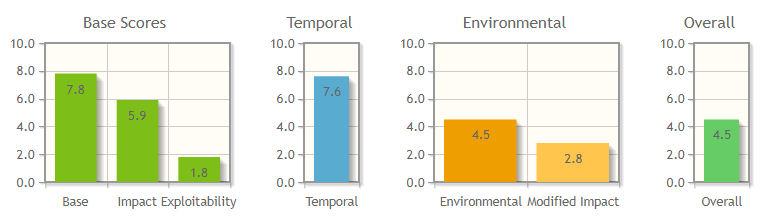 Base Scores Temporal Environmental Overall
10.0 10.0 10.0 10.0
8.0 8.0 8.0 8.0
7.8 7.6
6.0 6.0 6.0 6.0
5.9
4.0 4.0 4.0 4.0
4.5 4.5
2.0 2.0 2.0 2.0
1.8 2.8
0.0 0.0 0.0 0.0
Base Impact Exploitability Temporal Environmental Modified Impact Overall